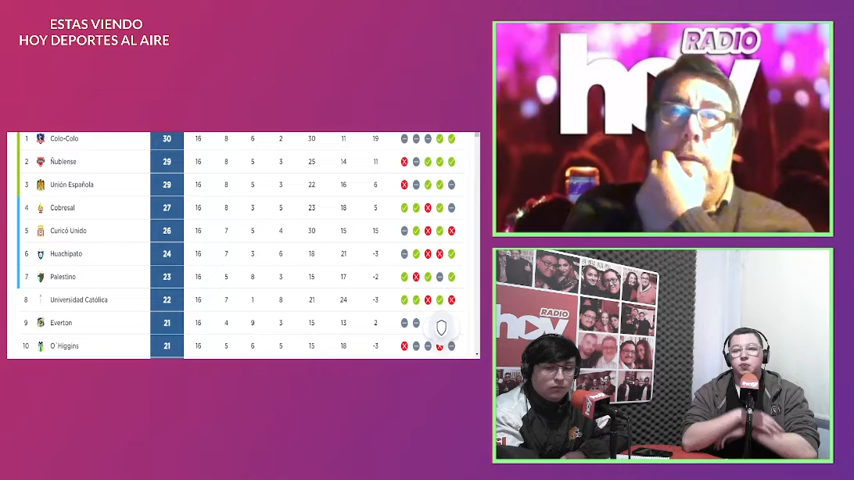 ESTAS VIENDO
HOY DEPORTES AL AIRE
RADIO
hoy
1 Colo-Colo 30 16 8 6 2 30 11 19
2 Ñublense 29 16 8 5 3 25 14 11
3 Unión Española 29 16 8 5 3 22 16 6
4 Cobresal 27 16 8 3 5 23 18 5
5 Curicó Unido 26 16 7 5 4 30 15 15
6 Huachipato 24 16 7 3 6 18 21 -3
7 Palestino 23 16 5 8 3 15 17 -2
8 Universidad Católica 22 16 7 1 8 21 24 -3
9 Everton 21 16 4 9 3 15 13 2
10 O´Higgins 21 16 5 6 5 15 18 -3
RADIO
hoy